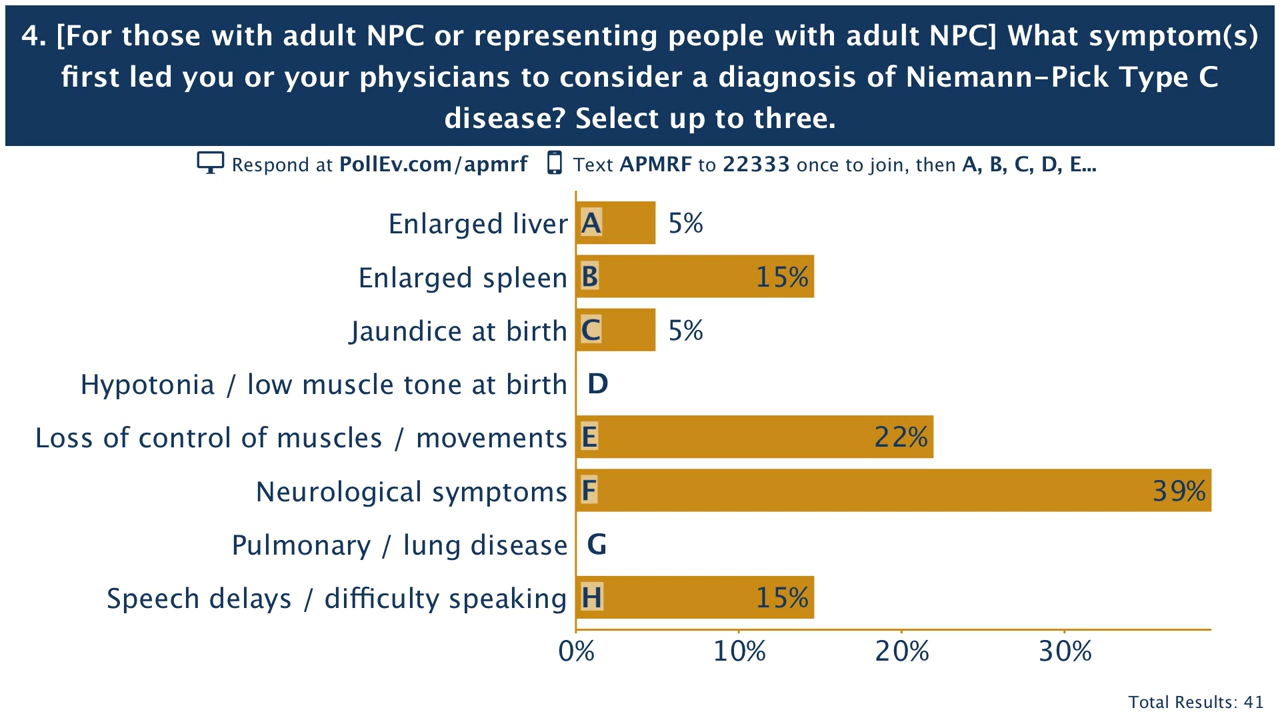 4. [For those with adult NPC or representing people with adult NPC] What symptom(s)
first led you or your physicians to consider a diagnosis of Niemann-Pick Type C
disease? Select up to three.
Respond at PollEv.com/apmrf Text APMRF to 22333 once to join, then A, B, C, D, E...
Enlarged liver A 5%
Enlarged spleen B 15%
Jaundice at birth C 5%
Hypotonia / low muscle tone at birth D
Loss of control of muscles / movements E 22%
Neurological symptoms F 39%
Pulmonary / lung disease G
Speech delays / difficulty speaking H 15%
0% 10% 20% 30%
Total Results: 41